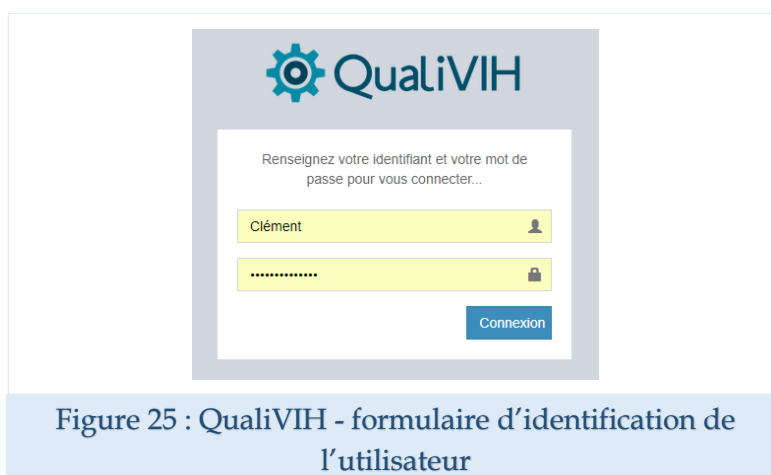 QualiVIH
Renseignez votre identifiant et votre mot de
passe pour vous connecter...
Clément
••••••••••••••
Connexion
Figure 25 : QualiVIH - formulaire d’identification de
l’utilisateur